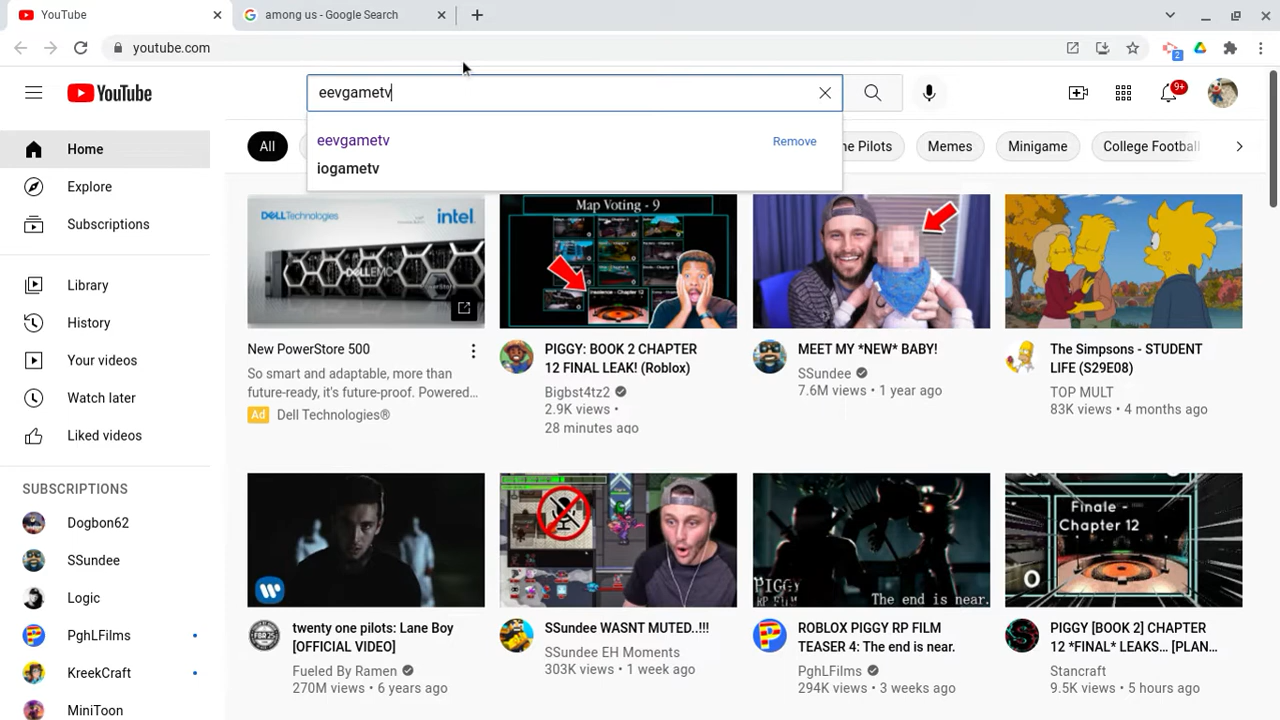 YouTube
among us - Google Search
youtube.com
2
YouTube
eevgametv
9+
eevgametv
Remove
iogametv
All
ne Pilots
Memes
Mixing
Minigame
College Football
Home
Explore
Subscriptions
Library
History
Your videos
Watch later
Liked videos
SUBSCRIPTIONS
Dogbon62
SSundee
Logic
PghLFilms
KreekCraft
MiniToon
DELLTechnologies
intel.
DELLEMC
New PowerStore 500
So smart and adaptable, more than
future-ready, it's future-proof. Powered...
Ad Dell Technologies®
Map Voting - 9
PIGGY: BOOK 2 CHAPTER
12 FINAL LEAK! (Roblox)
Bigbst4tz2
2.9K views •
28 minutes ago
MEET MY *NEW* BABY!
SSundee
7.6M views • 1 year ago
The Simpsons - STUDENT
LIFE (S29E08)
TOP MULT
83K views • 4 months ago
twenty one pilots: Lane Boy
[OFFICIAL VIDEO]
Fueled By Ramen
270M views • 6 years ago
SSundee WASNT MUTED..!!!
SSundee EH Moments
303K views • 1 week ago
PIGGY
RP FILM
The end is near.
ROBLOX PIGGY RP FILM
TEASER 4: The end is near.
PghLFilms
294K views • 3 weeks ago
Finale -
Chapter 12
PIGGY [BOOK 2] CHAPTER
12 *FINAL* LEAKS... [PLAN...
Stancraft
9.5K views • 5 hours ago